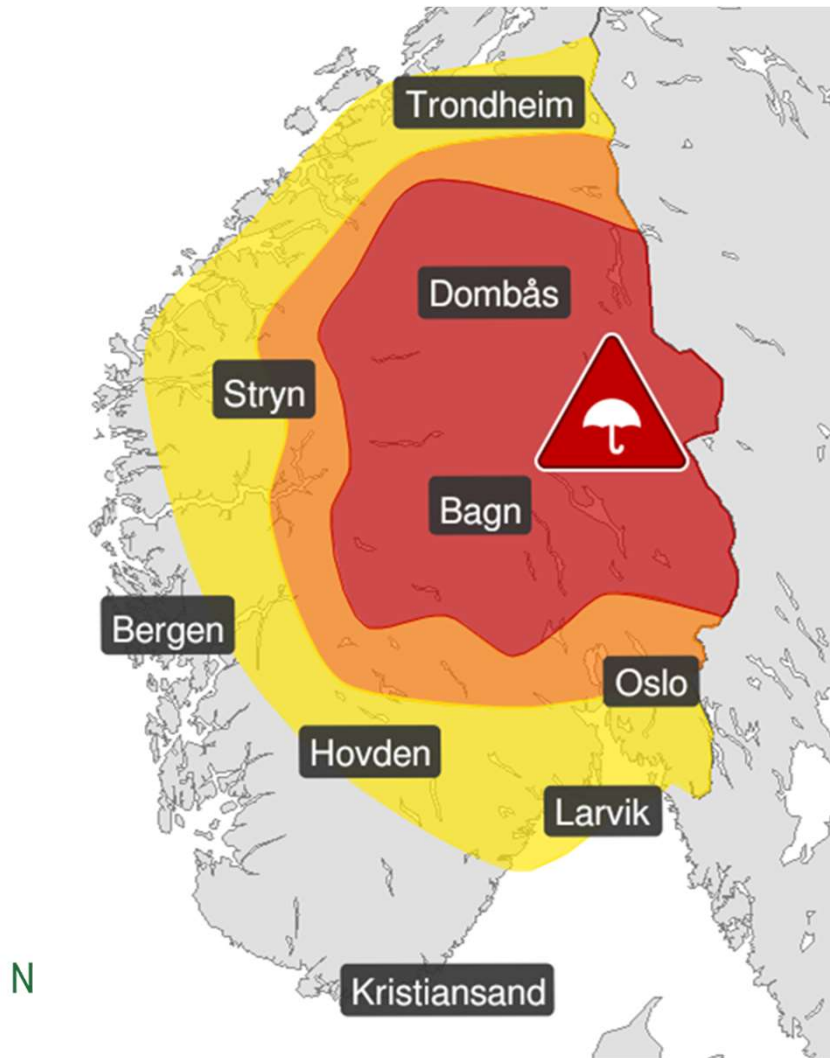 Trondheim
Dombås
Stryn
Bagn
Bergen
Oslo
Hovden
Larvik
N
Kristiansand